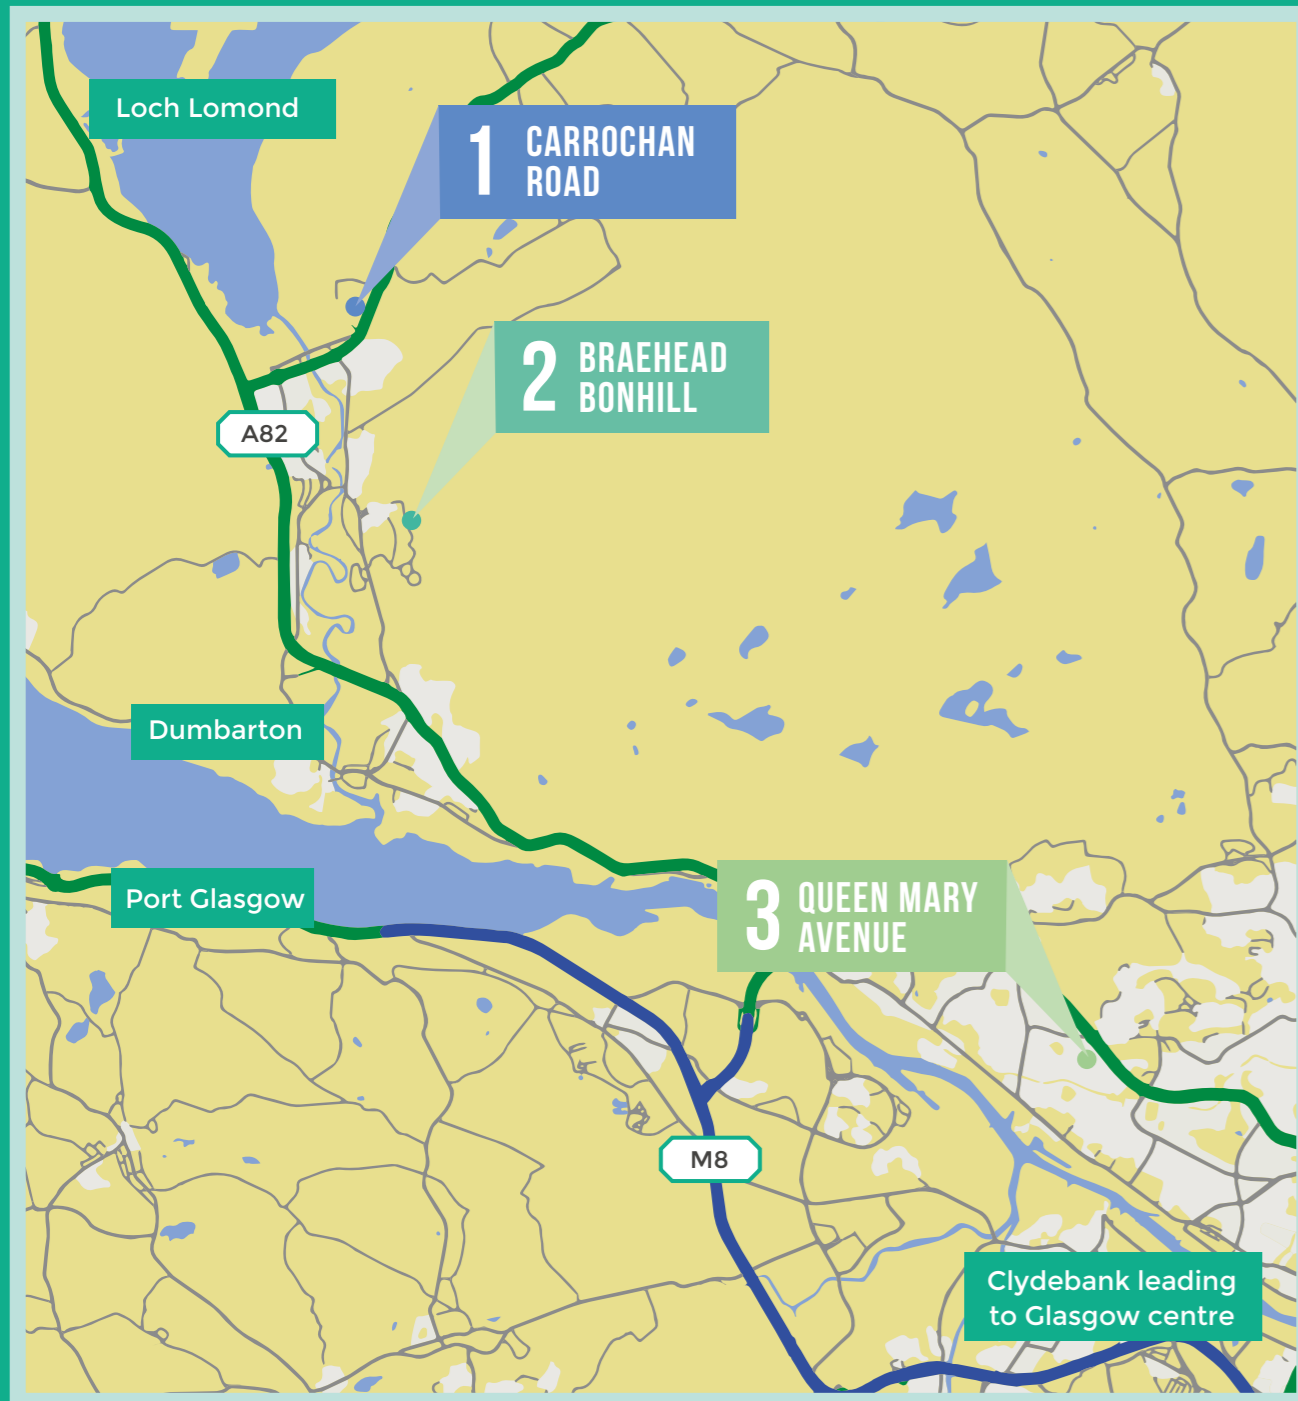 Loch Lomond
1 CARROCHAN
ROAD
2 BRAEHEAD
BONHILL
A82
Dumbarton
Port Glasgow
3 QUEEN MARY
AVENUE
M8
Clydebank leading
to Glasgow centre